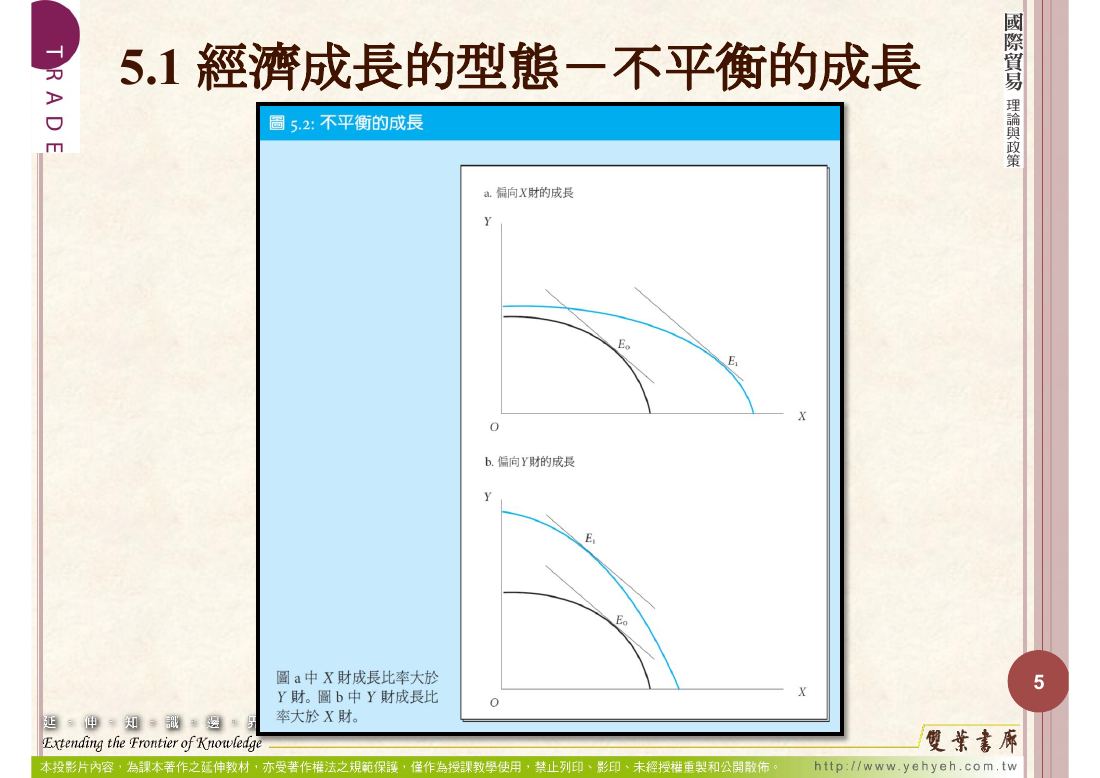 TRADE
5.1 經濟成長的型態－不平衡的成長
國際貿易 理論與政策
圖 5.2: 不平衡的成長
a. 偏向X財的成長
Y
E₀
E₁
X
O
b. 偏向Y財的成長
Y
E₁
E₀
X
O
圖 a 中 X 財成長比率大於
Y 財。圖 b 中 Y 財成長比
率大於 X 財。
5
延‧伸‧知‧識‧邊‧界
Extending the Frontier of Knowledge
雙葉書廊
本投影片內容，為課本著作之延伸教材，亦受著作權法之規範保護，僅作為授課教學使用，禁止列印、影印、未經授權重製和公開散佈。
http://www.yehyeh.com.tw